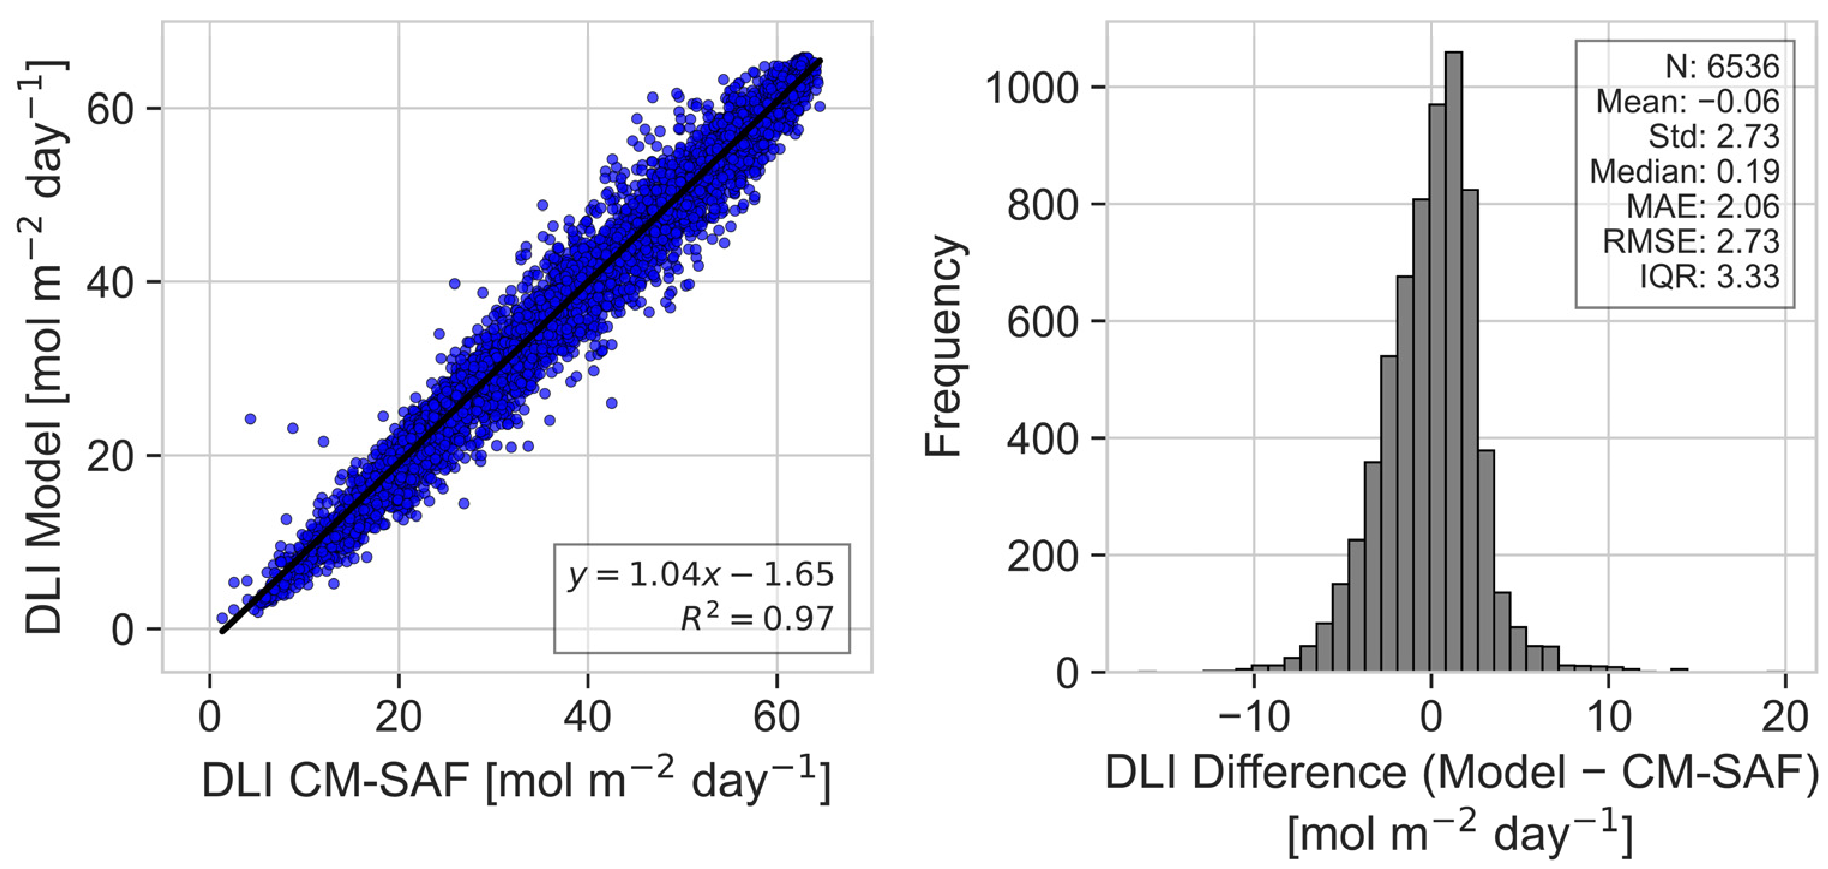 DLI Model [mol m⁻² day⁻¹]
60
40
20
0
y = 1.04x − 1.65
R² = 0.97
0 20 40 60
DLI CM-SAF [mol m⁻² day⁻¹]
Frequency
1000
800
600
400
200
0
N: 6536
Mean: −0.06
Std: 2.73
Median: 0.19
MAE: 2.06
RMSE: 2.73
IQR: 3.33
−10 0 10 20
DLI Difference (Model − CM-SAF)
[mol m⁻² day⁻¹]